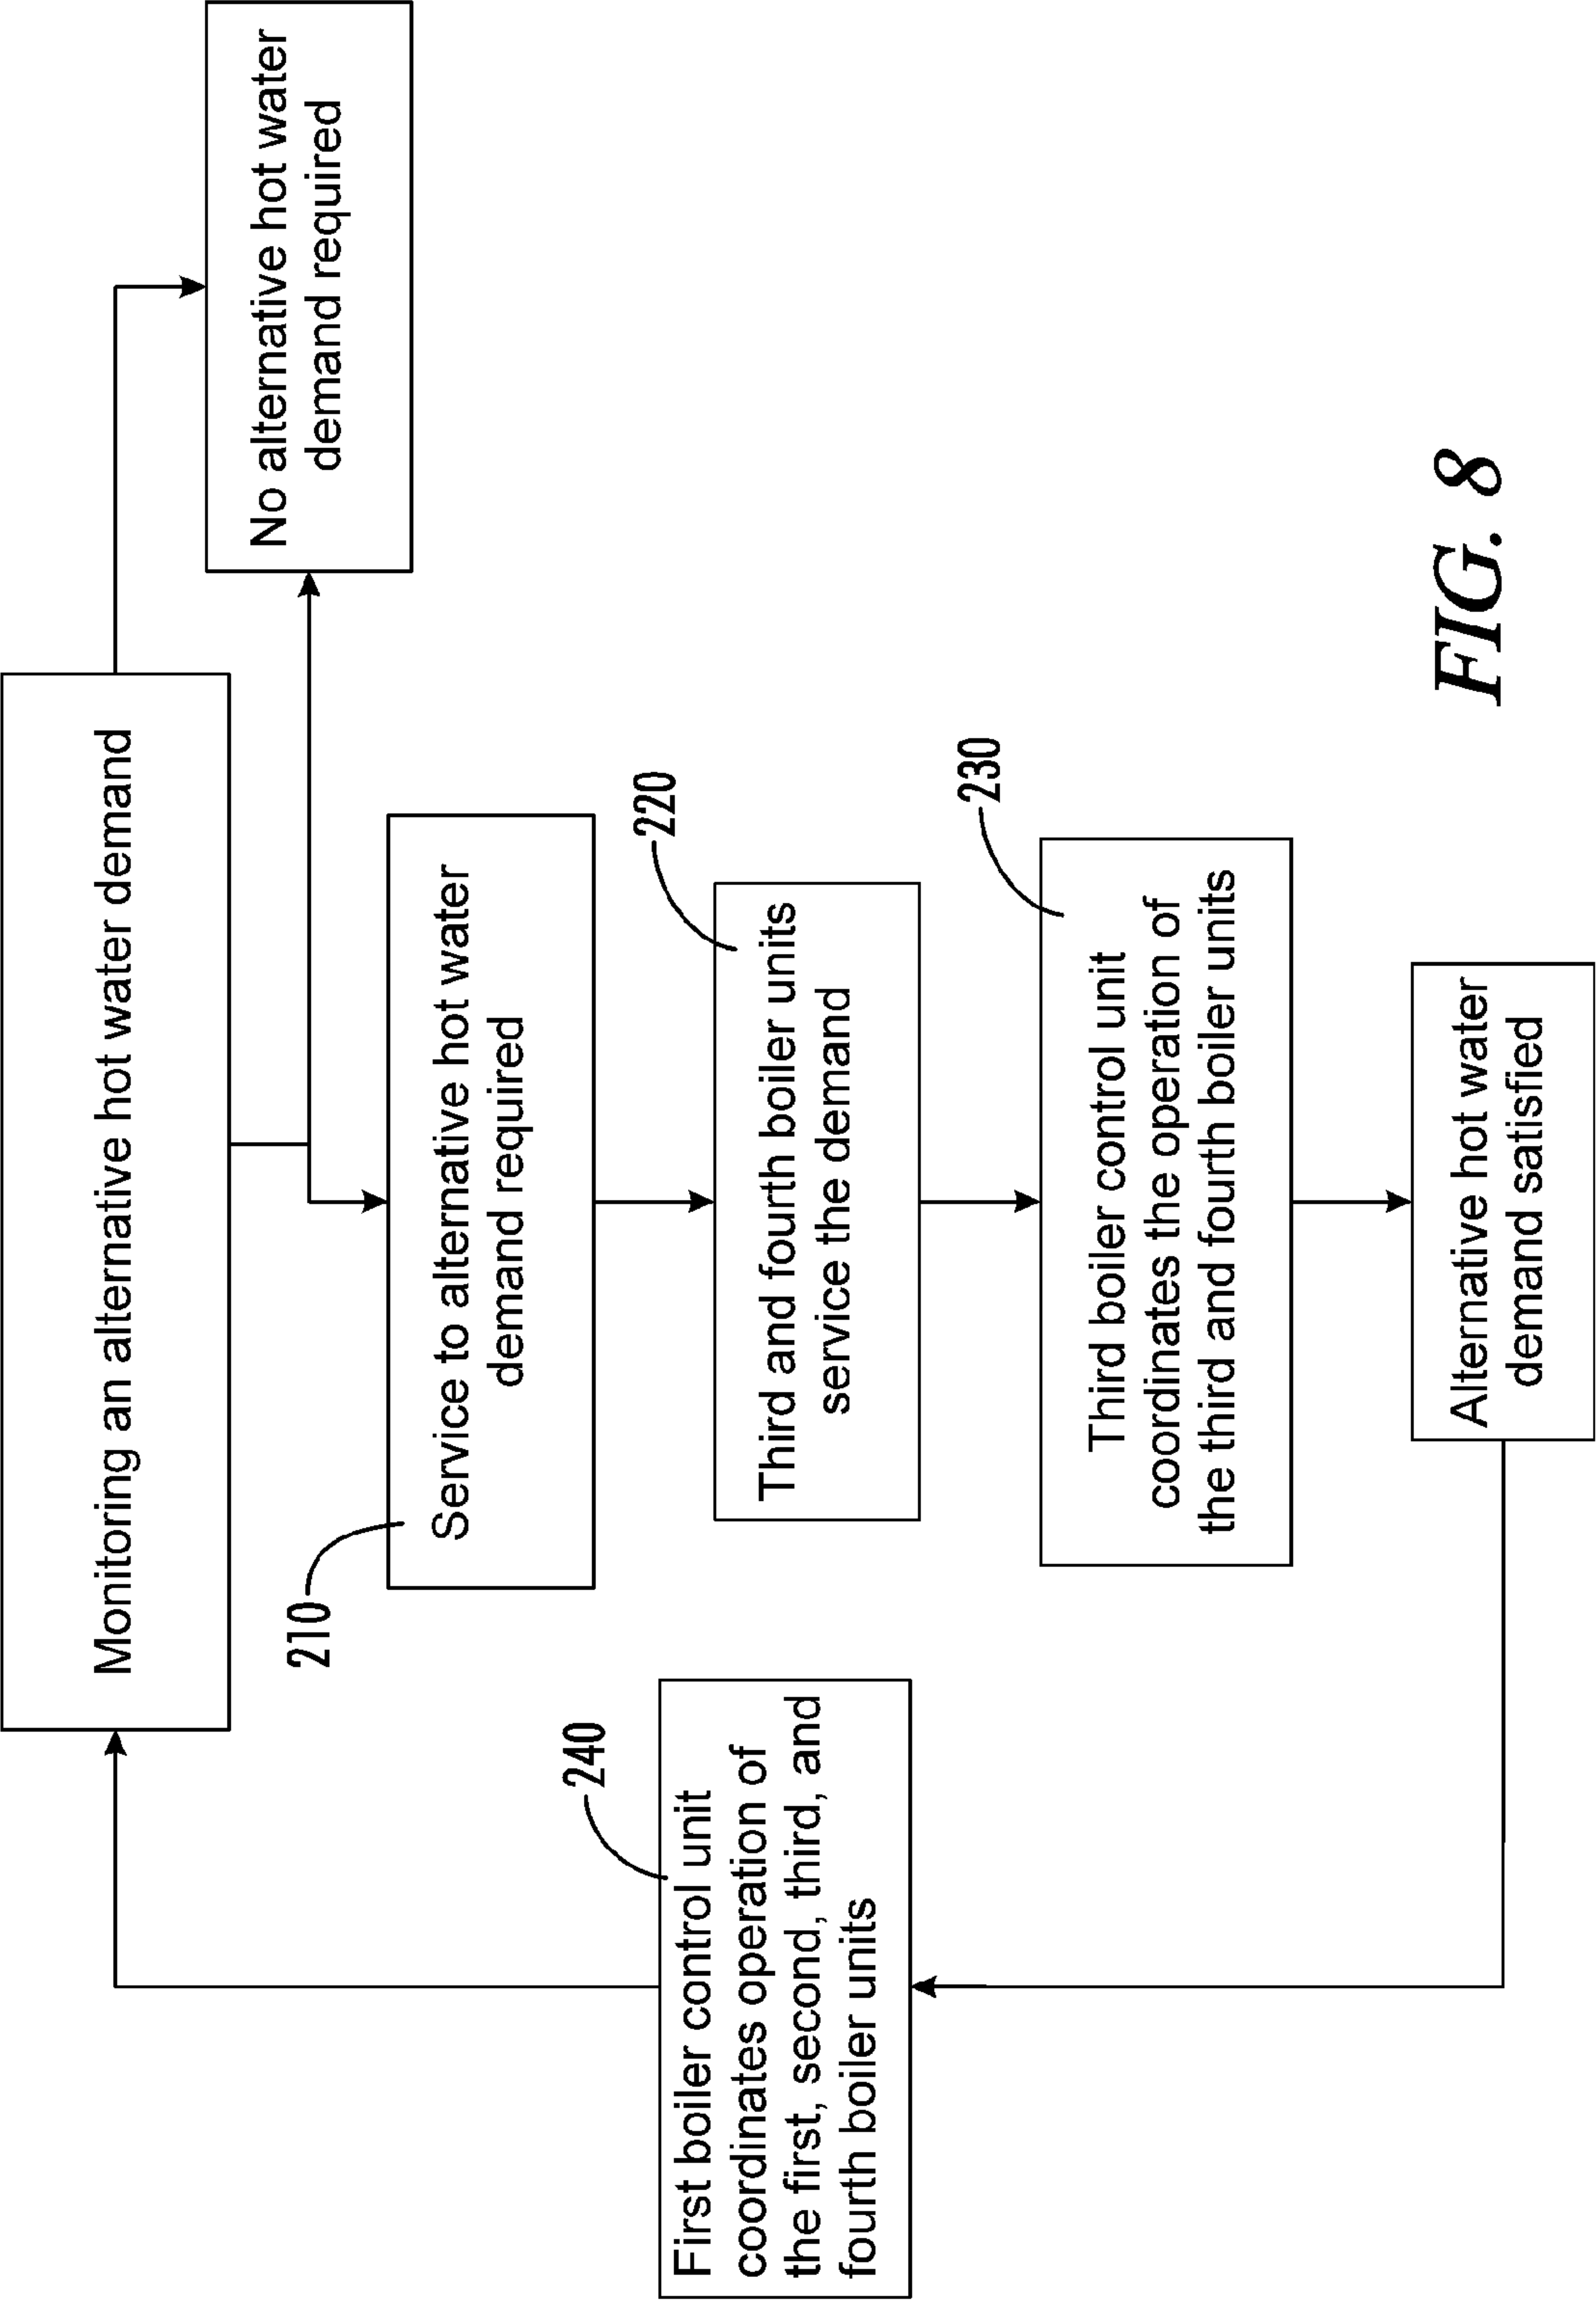 Monitoring an alternative hot water demand
No alternative hot water
demand required
210
Service to alternative hot water
demand required
220
Third and fourth boiler units
service the demand
230
Third boiler control unit
coordinates the operation of
the third and fourth boiler units
Alternative hot water
demand satisfied
240
First boiler control unit
coordinates operation of
the first, second, third, and
fourth boiler units
FIG. 8